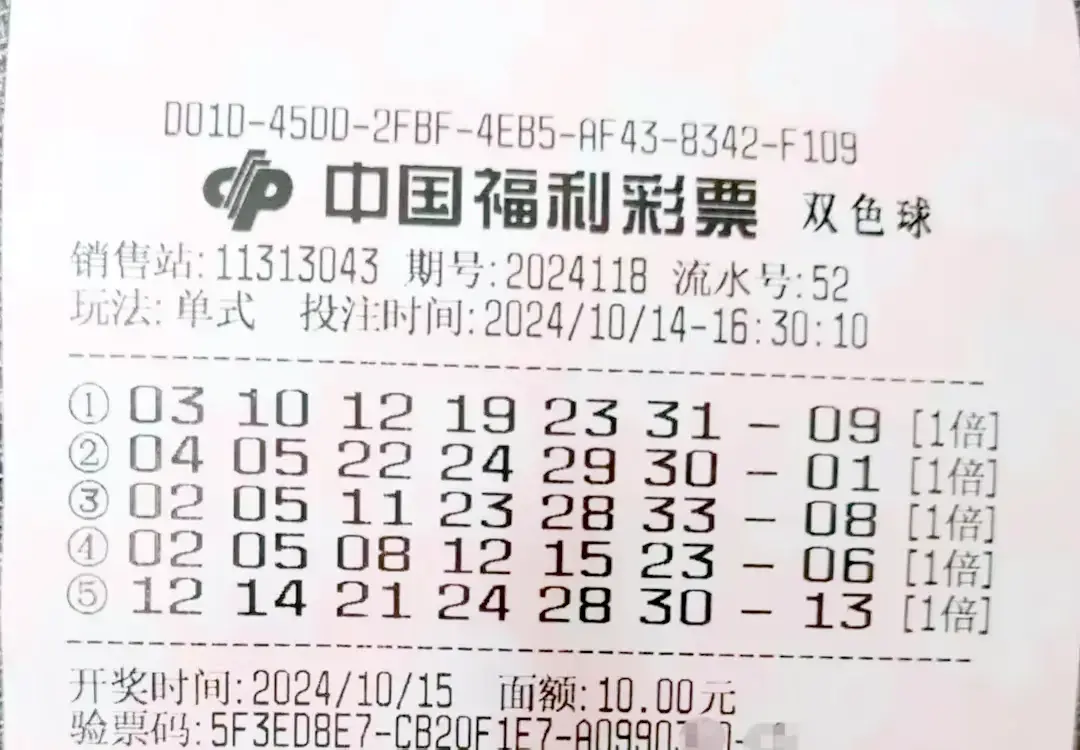 D01D-45DD-2FBF-4EB5-AF43-8342-F109
中国福利彩票 双色球
销售站:11313043 期号:2024118 流水号:52
玩法:单式 投注时间:2024/10/14-16:30:10
① 03 10 12 19 23 31 - 09 [1倍]
② 04 05 22 24 29 30 - 01 [1倍]
③ 02 05 11 23 28 33 - 08 [1倍]
④ 02 05 08 12 15 23 - 06 [1倍]
⑤ 12 14 21 24 28 30 - 13 [1倍]
开奖时间:2024/10/15 面额:10.00元
验票码:5F3ED8E7-CB20F1E7-A0990